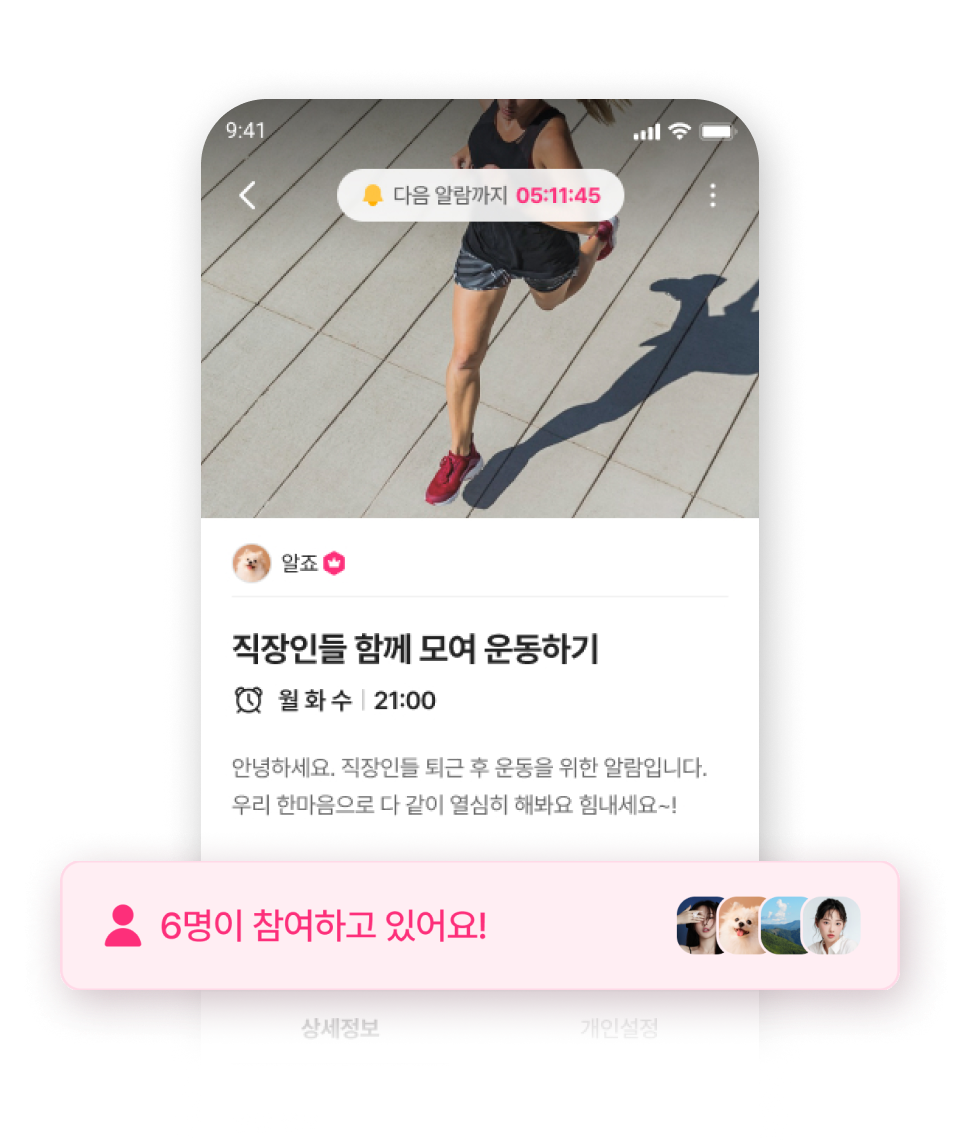 9:41
다음 알람까지 05:11:45
알죠
직장인들 함께 모여 운동하기
월 화 수 | 21:00
안녕하세요. 직장인들 퇴근 후 운동을 위한 알람입니다.
우리 한마음으로 다 같이 열심히 해봐요 힘내세요~!
6명이 참여하고 있어요!
상세정보 개인설정